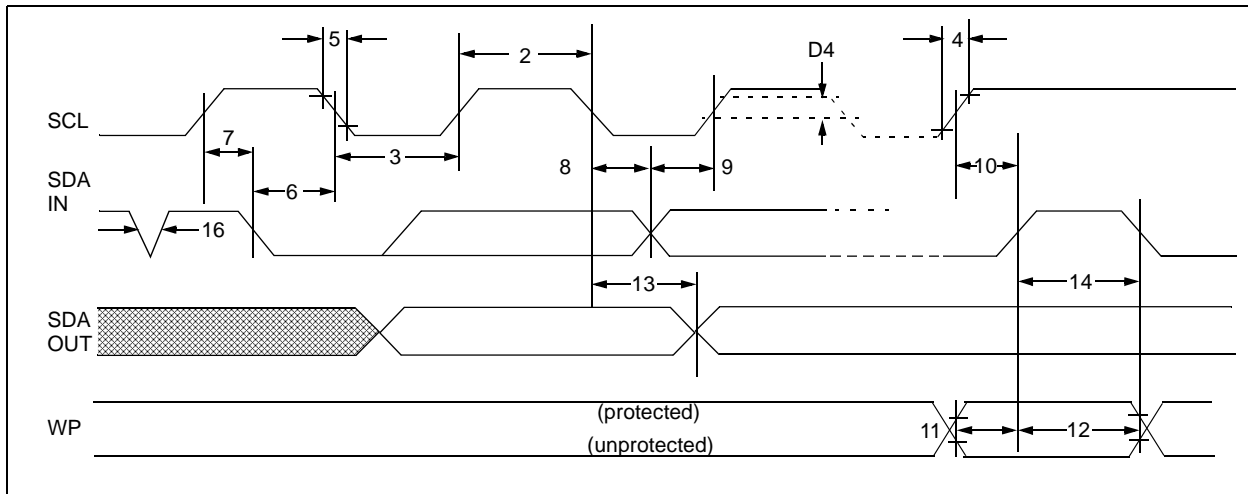 5
2
D4
4
SCL
7
3
8
9
10
SDA
IN
6
16
13
14
SDA
OUT
WP
(protected)
(unprotected)
11
12